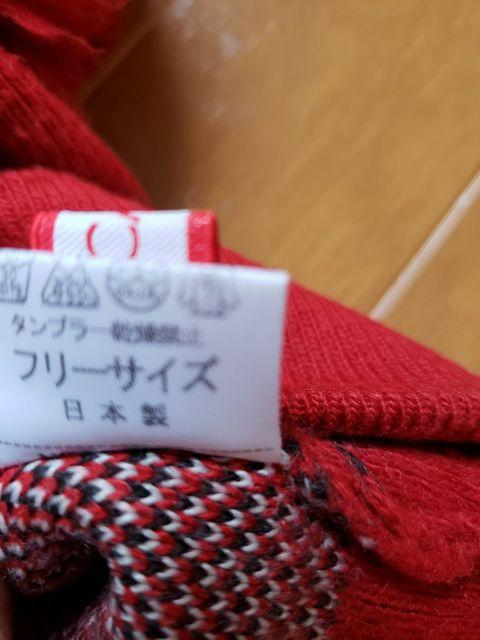 タンブラー乾燥禁止
フリーサイズ
日本製